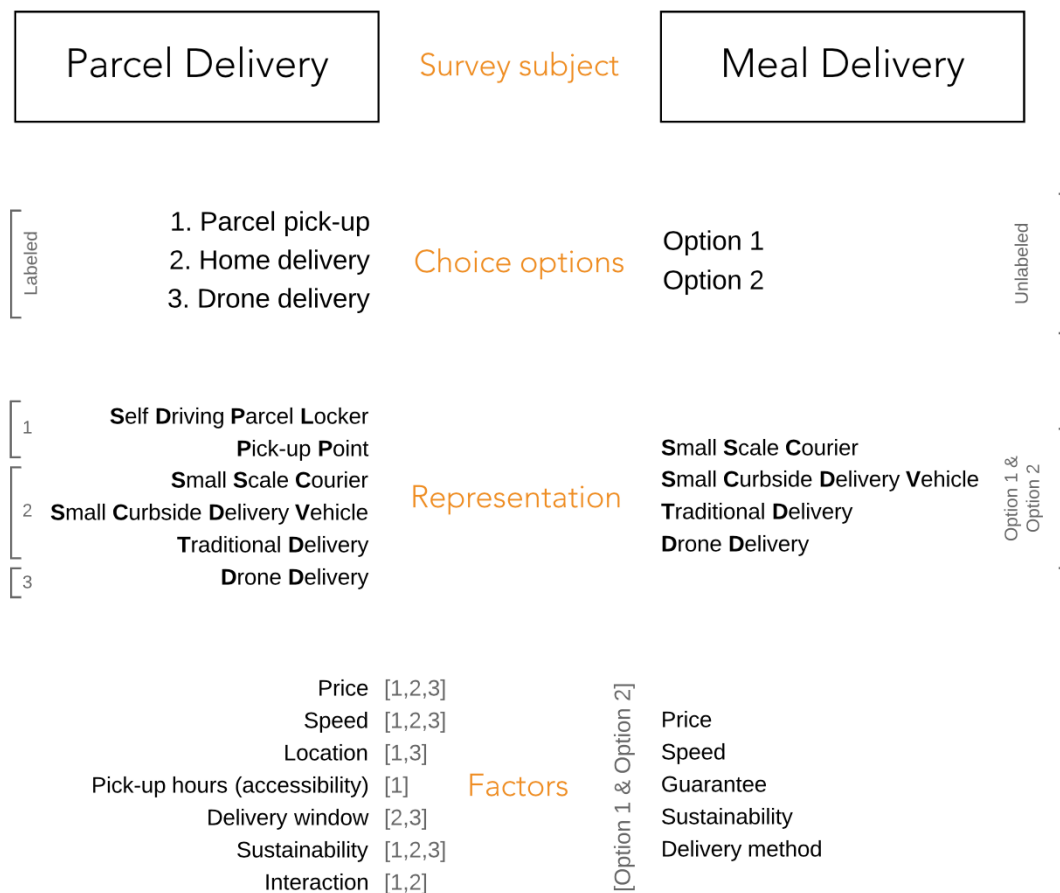 Parcel Delivery
Survey subject
Meal Delivery
Labeled
1. Parcel pick-up
2. Home delivery
3. Drone delivery
Choice options
Option 1
Option 2
Unlabeled
1
Self Driving Parcel Locker
Pick-up Point
2
Small Scale Courier
Small Curbside Delivery Vehicle
Traditional Delivery
3
Drone Delivery
Representation
Small Scale Courier
Small Curbside Delivery Vehicle
Traditional Delivery
Drone Delivery
Option 1 &
Option 2
Price [1,2,3]
Speed [1,2,3]
Location [1,3]
Pick-up hours (accessibility) [1]
Delivery window [2,3]
Sustainability [1,2,3]
Interaction [1,2]
Factors
[Option 1 & Option 2]
Price
Speed
Guarantee
Sustainability
Delivery method